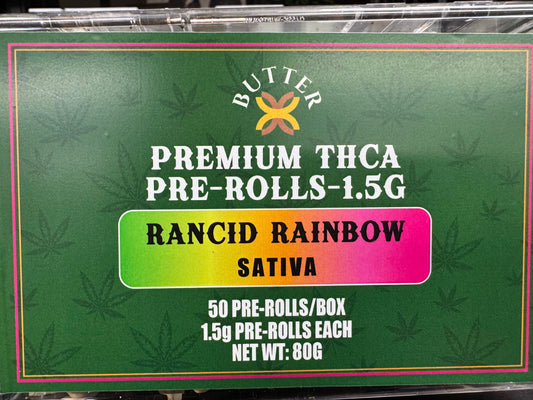 BUTTER
PREMIUM THCA
PRE-ROLLS-1.5G
RANCID RAINBOW
SATIVA
50 PRE-ROLLS/BOX
1.5g PRE-ROLLS EACH
NET WT: 80G